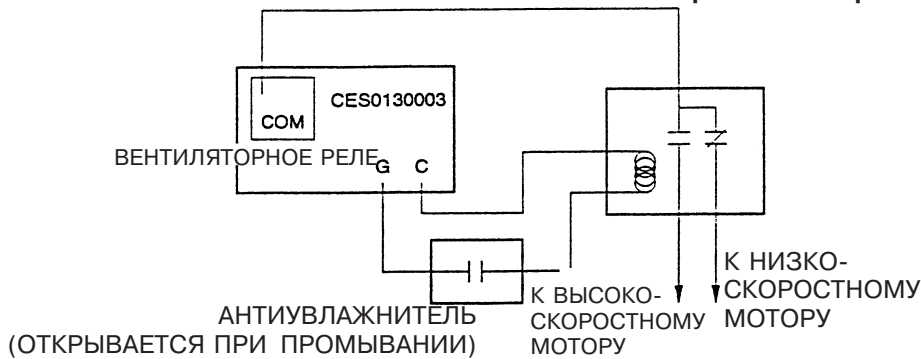 CES0130003
COM
ВЕНТИЛЯТОРНОЕ РЕЛЕ
G C
АНТИУВЛАЖНИТЕЛЬ
(ОТКРЫВАЕТСЯ ПРИ ПРОМЫВАНИИ)
К ВЫСОКО-
СКОРОСТНОМУ
МОТОРУ
К НИЗКО-
СКОРОСТНОМУ
МОТОРУ